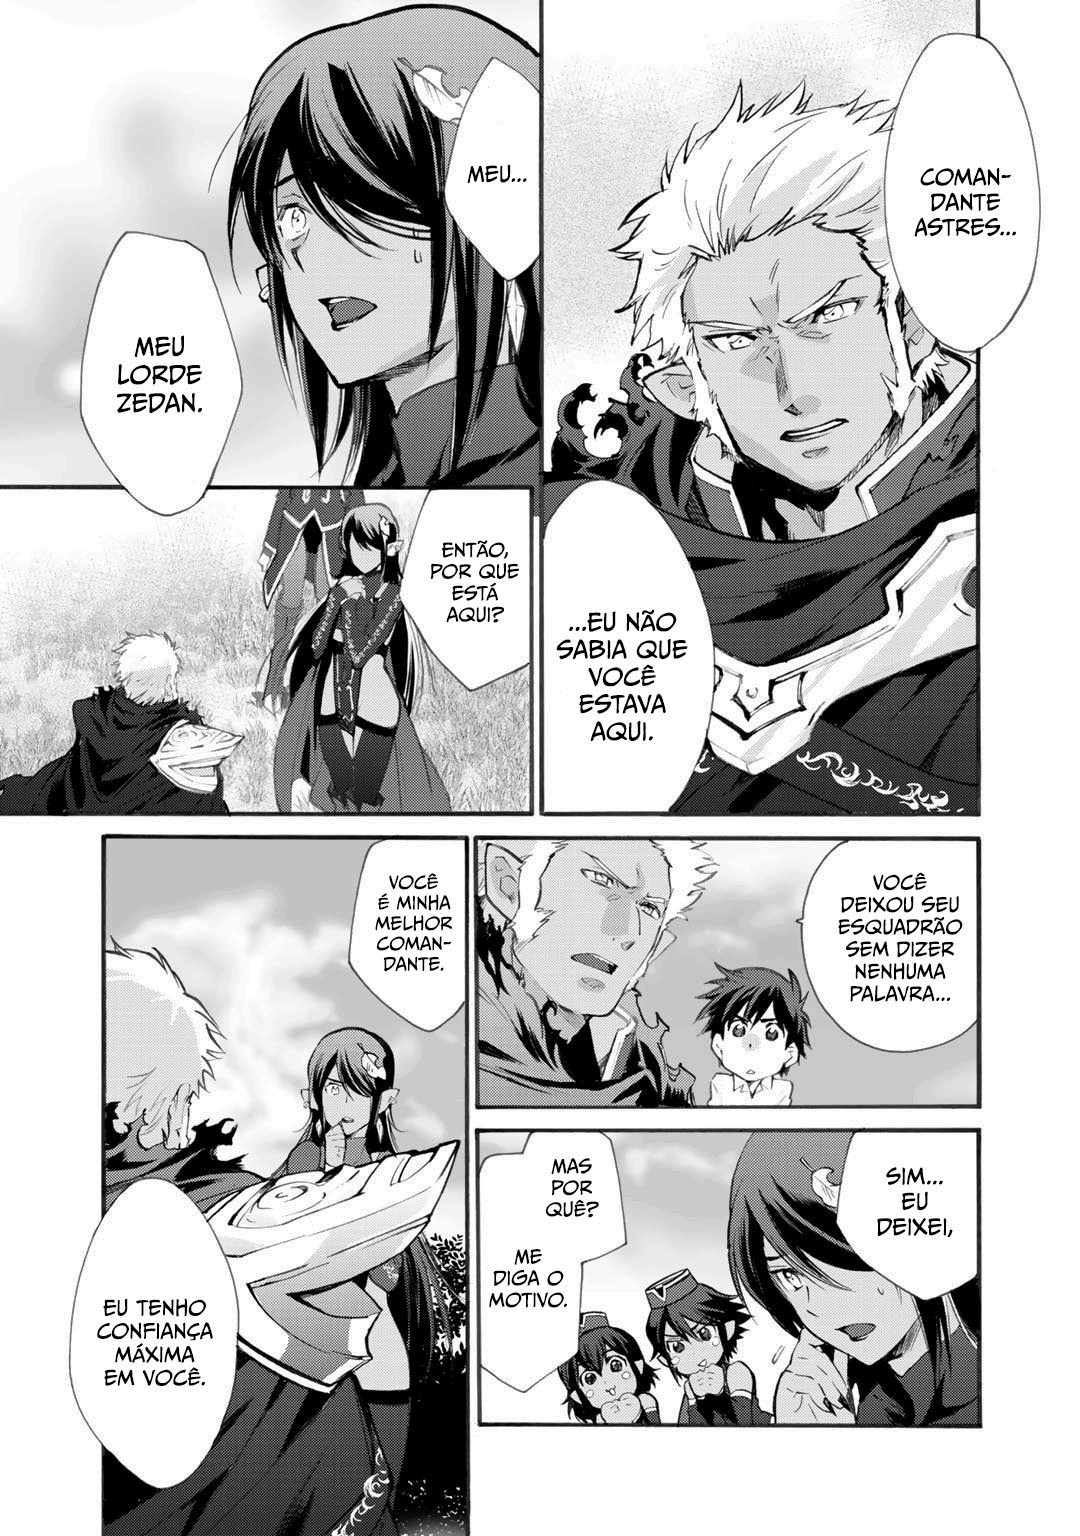 COMAN-
DANTE
ASTRES...
...EU NÃO
SABIA QUE
VOCÊ
ESTAVA
AQUI.
MEU...
MEU
LORDE
ZEDAN.
ENTÃO,
POR QUE
ESTÁ
AQUI?
VOCÊ
DEIXOU SEU
ESQUADRÃO
SEM DIZER
NENHUMA
PALAVRA...
SIM...
EU
DEIXEI,
MAS
POR
QUÊ?
ME
DIGA O
MOTIVO.
VOCÊ
É MINHA
MELHOR
COMAN-
DANTE.
EU TENHO
CONFIANÇA
MÁXIMA
EM VOCÊ.